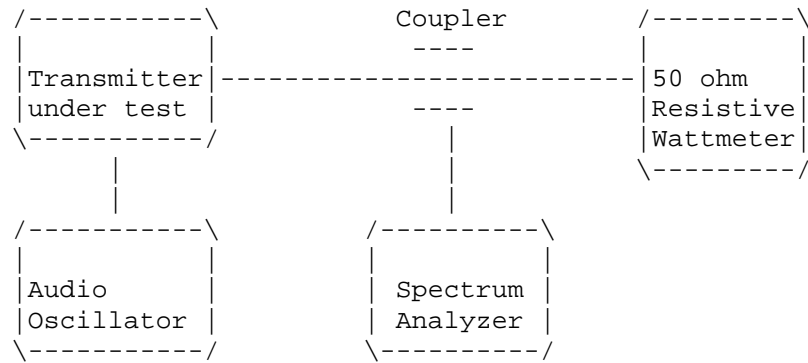 Coupler
Transmitter
under test
50 ohm
Resistive
Wattmeter
Audio
Oscillator
Spectrum
Analyzer